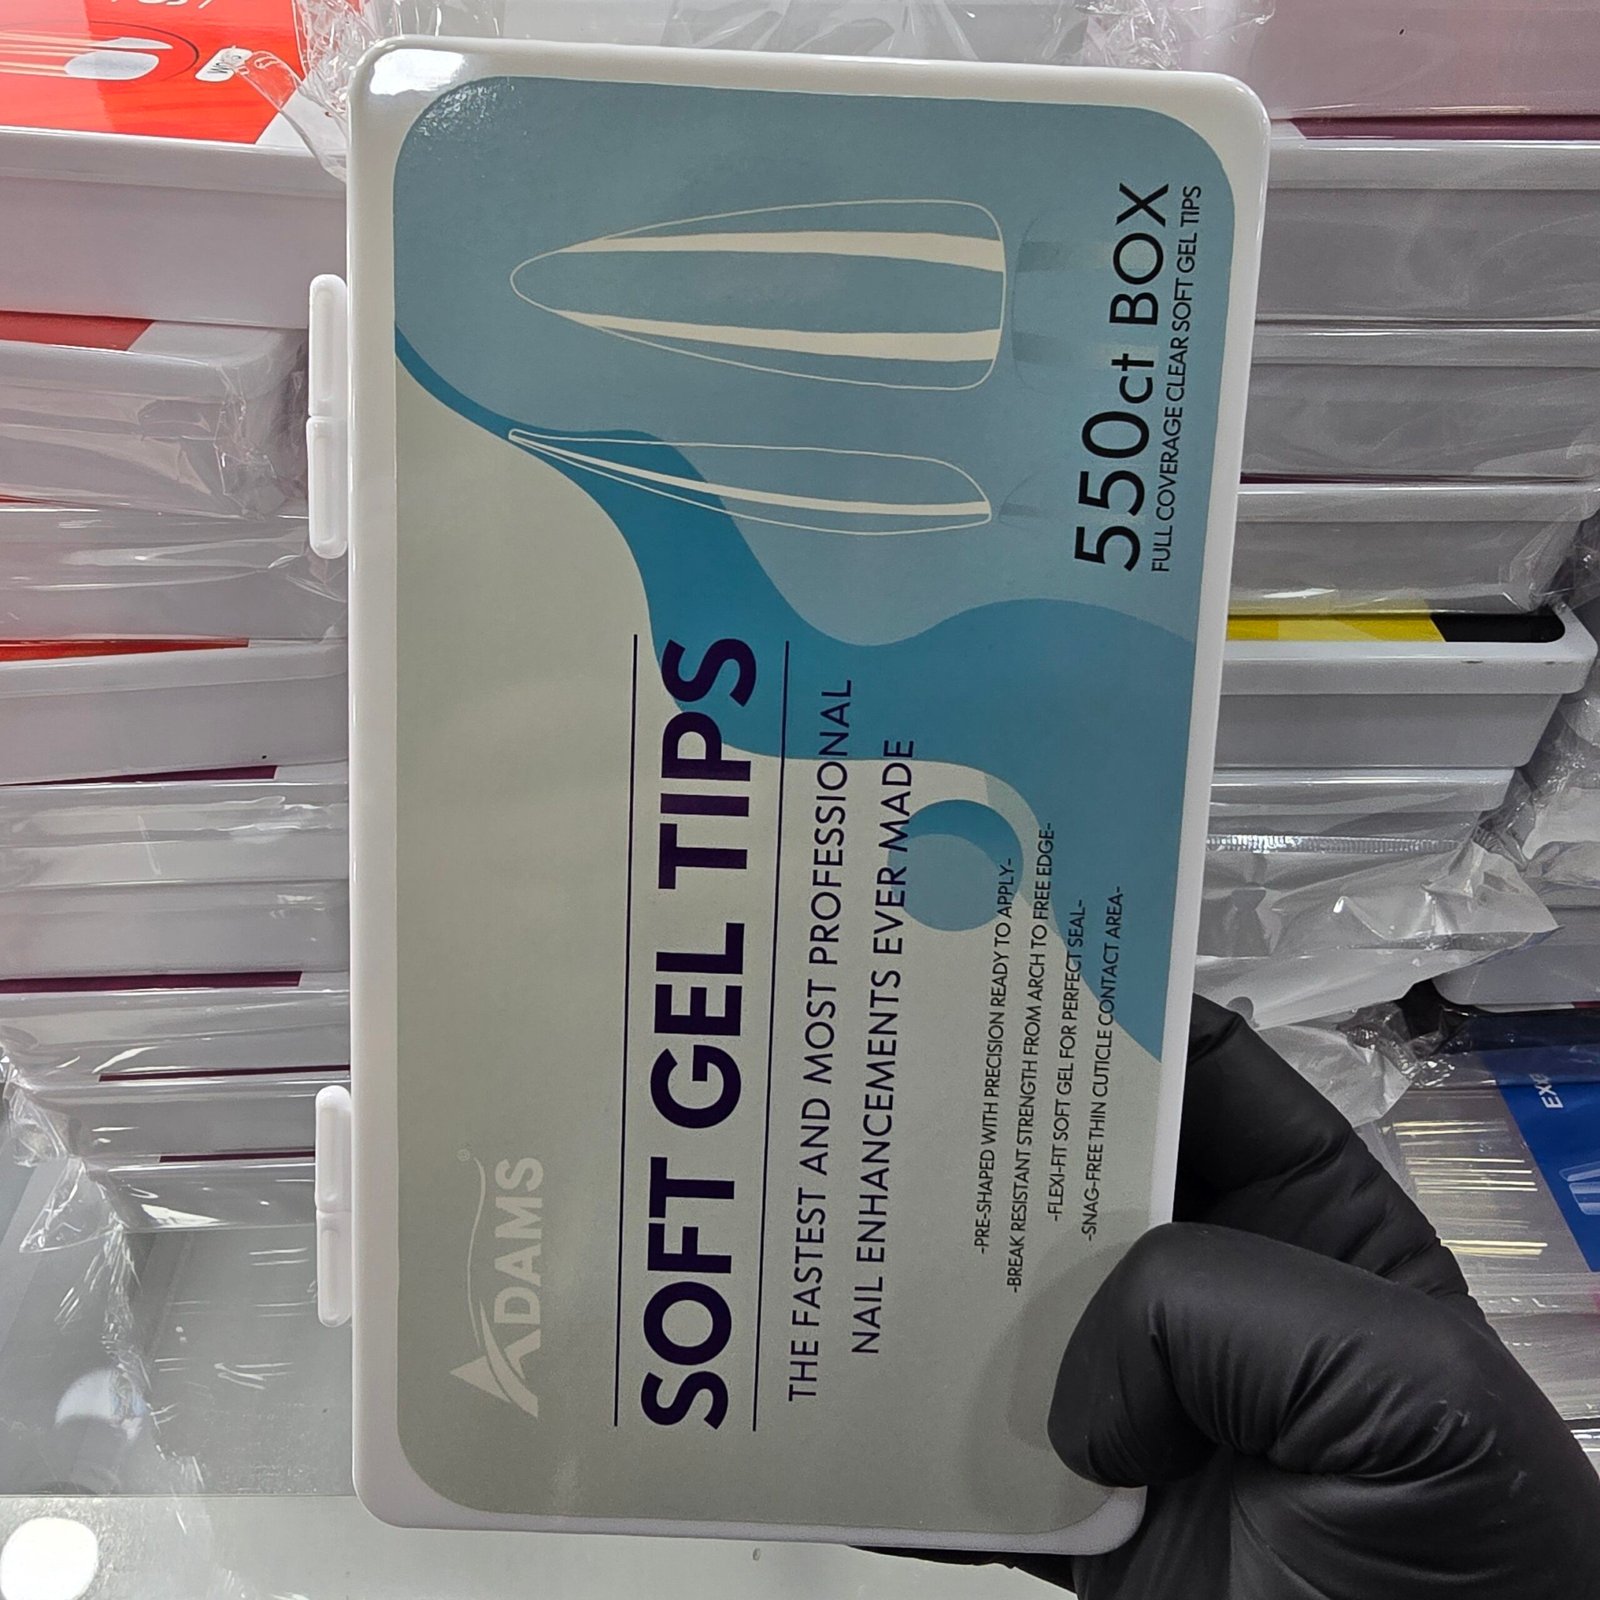 ADAMS
®
SOFT GEL TIPS
THE FASTEST AND MOST PROFESSIONAL
NAIL ENHANCEMENTS EVER MADE
-PRE-SHAPED WITH PRECISION READY TO APPLY-
-BREAK RESISTANT STRENGTH FROM ARCH TO FREE EDGE-
-FLEXI-FIT SOFT GEL FOR PERFECT SEAL-
-SNAG-FREE THIN CUTICLE CONTACT AREA-
550ct BOX
FULL COVERAGE CLEAR SOFT GEL TIPS